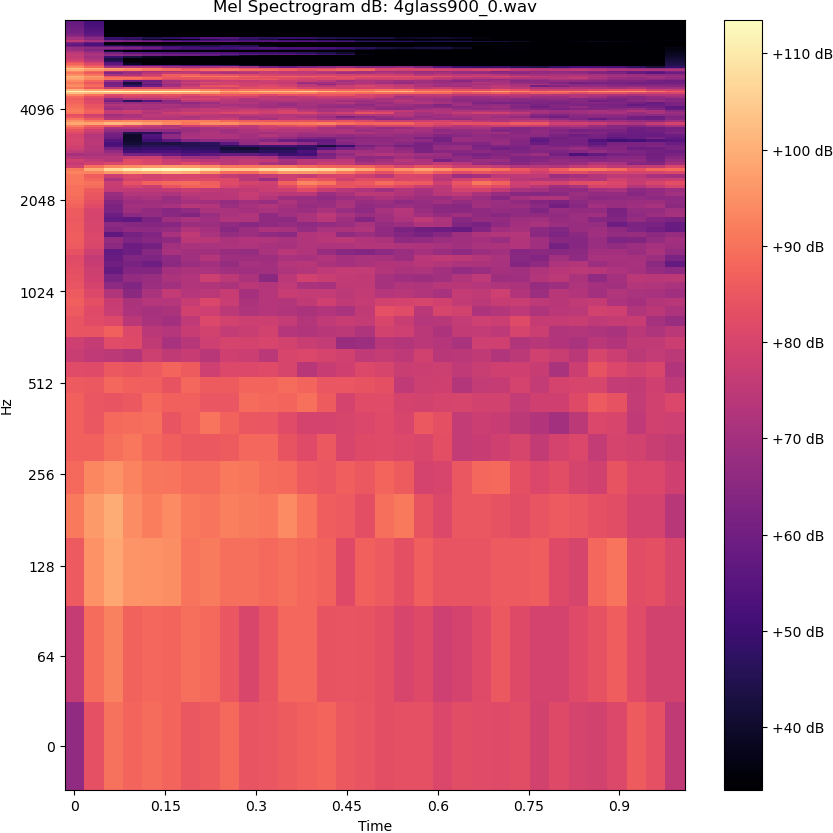 Mel Spectrogram dB: 4glass900_0.wav
+110 dB
4096
+100 dB
2048
+90 dB
1024
+80 dB
512
Hz
+70 dB
256
+60 dB
128
+50 dB
64
+40 dB
0
0 0.15 0.3 0.45 0.6 0.75 0.9
Time